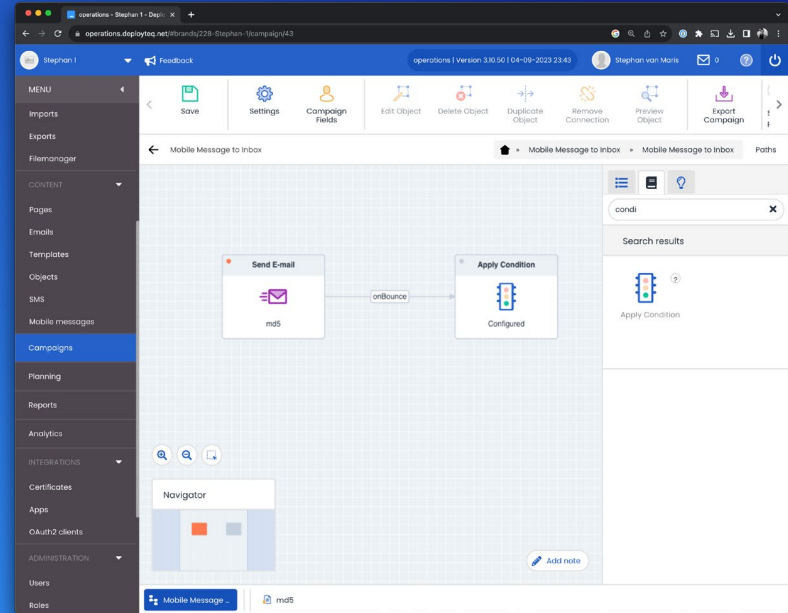 operations - Stephan 1 - Deplo
operations.deployteq.net/#brands/228-Stephan-1/campaign/43
Stephan 1
Feedback
operations | Version 3.10.50 | 04-09-2023 23:43
Stephan van Maris
0
MENU
Imports
Exports
Filemanager
CONTENT
Pages
Emails
Templates
Objects
SMS
Mobile messages
Campaigns
Planning
Reports
Analytics
INTEGRATIONS
Certificates
Apps
OAuth2 clients
ADMINISTRATION
Users
Roles
Save
Settings
Campaign
Fields
Edit Object
Delete Object
Duplicate
Object
Remove
Connection
Preview
Object
Export
Campaign
Mobile Message to Inbox
Mobile Message to Inbox
Mobile Message to Inbox
Paths
Send E-mail
md5
onBounce
Apply Condition
Configured
condi
Search results
?
Apply Condition
Navigator
Add note
Mobile Message ..
md5